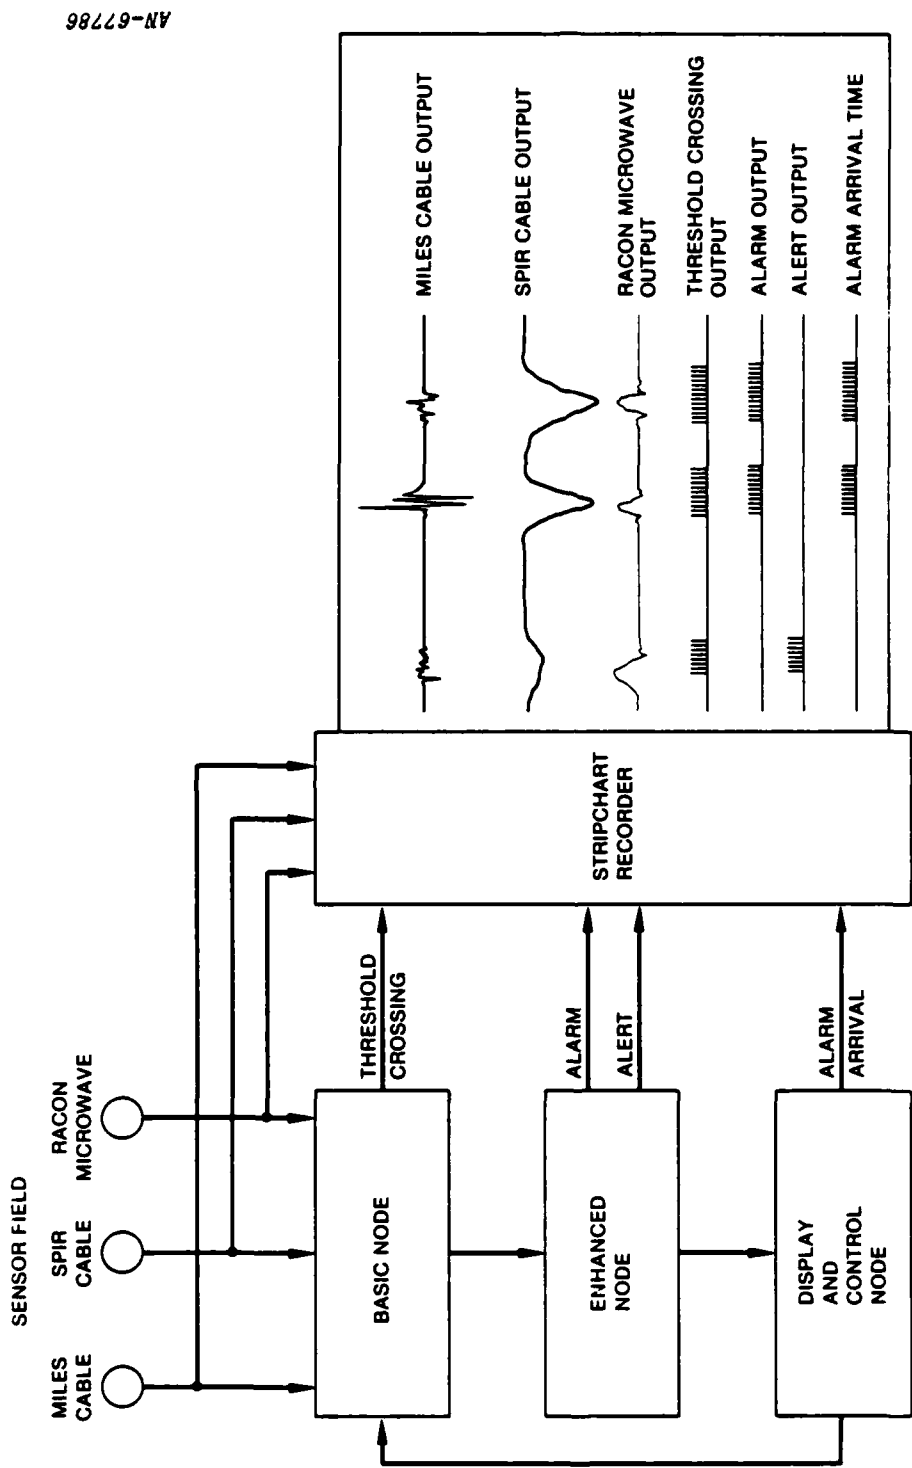 AN-67786
SENSOR FIELD
MILES
CABLE
SPIR
CABLE
RACON
MICROWAVE
BASIC NODE
THRESHOLD
CROSSING
ENHANCED
NODE
ALARM
ALERT
DISPLAY
AND
CONTROL
NODE
ALARM
ARRIVAL
STRIPCHART
RECORDER
MILES CABLE OUTPUT
SPIR CABLE OUTPUT
RACON MICROWAVE
OUTPUT
THRESHOLD CROSSING
OUTPUT
ALARM OUTPUT
ALERT OUTPUT
ALARM ARRIVAL TIME